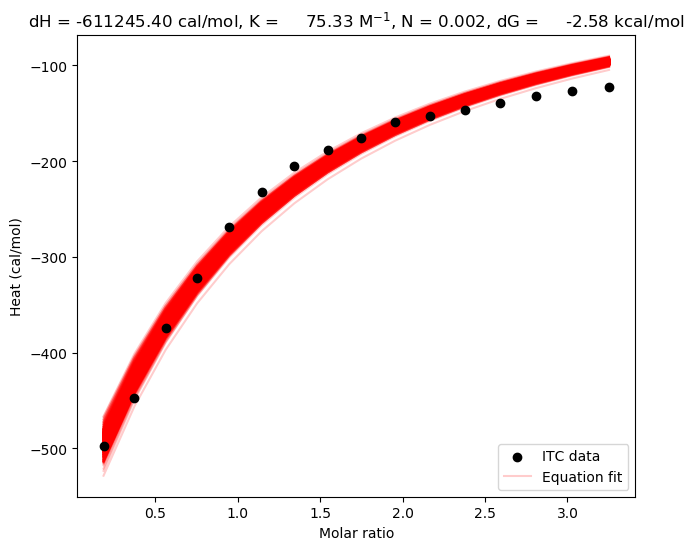 dH = -611245.40 cal/mol, K =     75.33 M⁻¹, N = 0.002, dG =     -2.58 kcal/mol
−100
−200
−300
−400
−500
Heat (cal/mol)
ITC data
Equation fit
0.5 1.0 1.5 2.0 2.5 3.0
Molar ratio